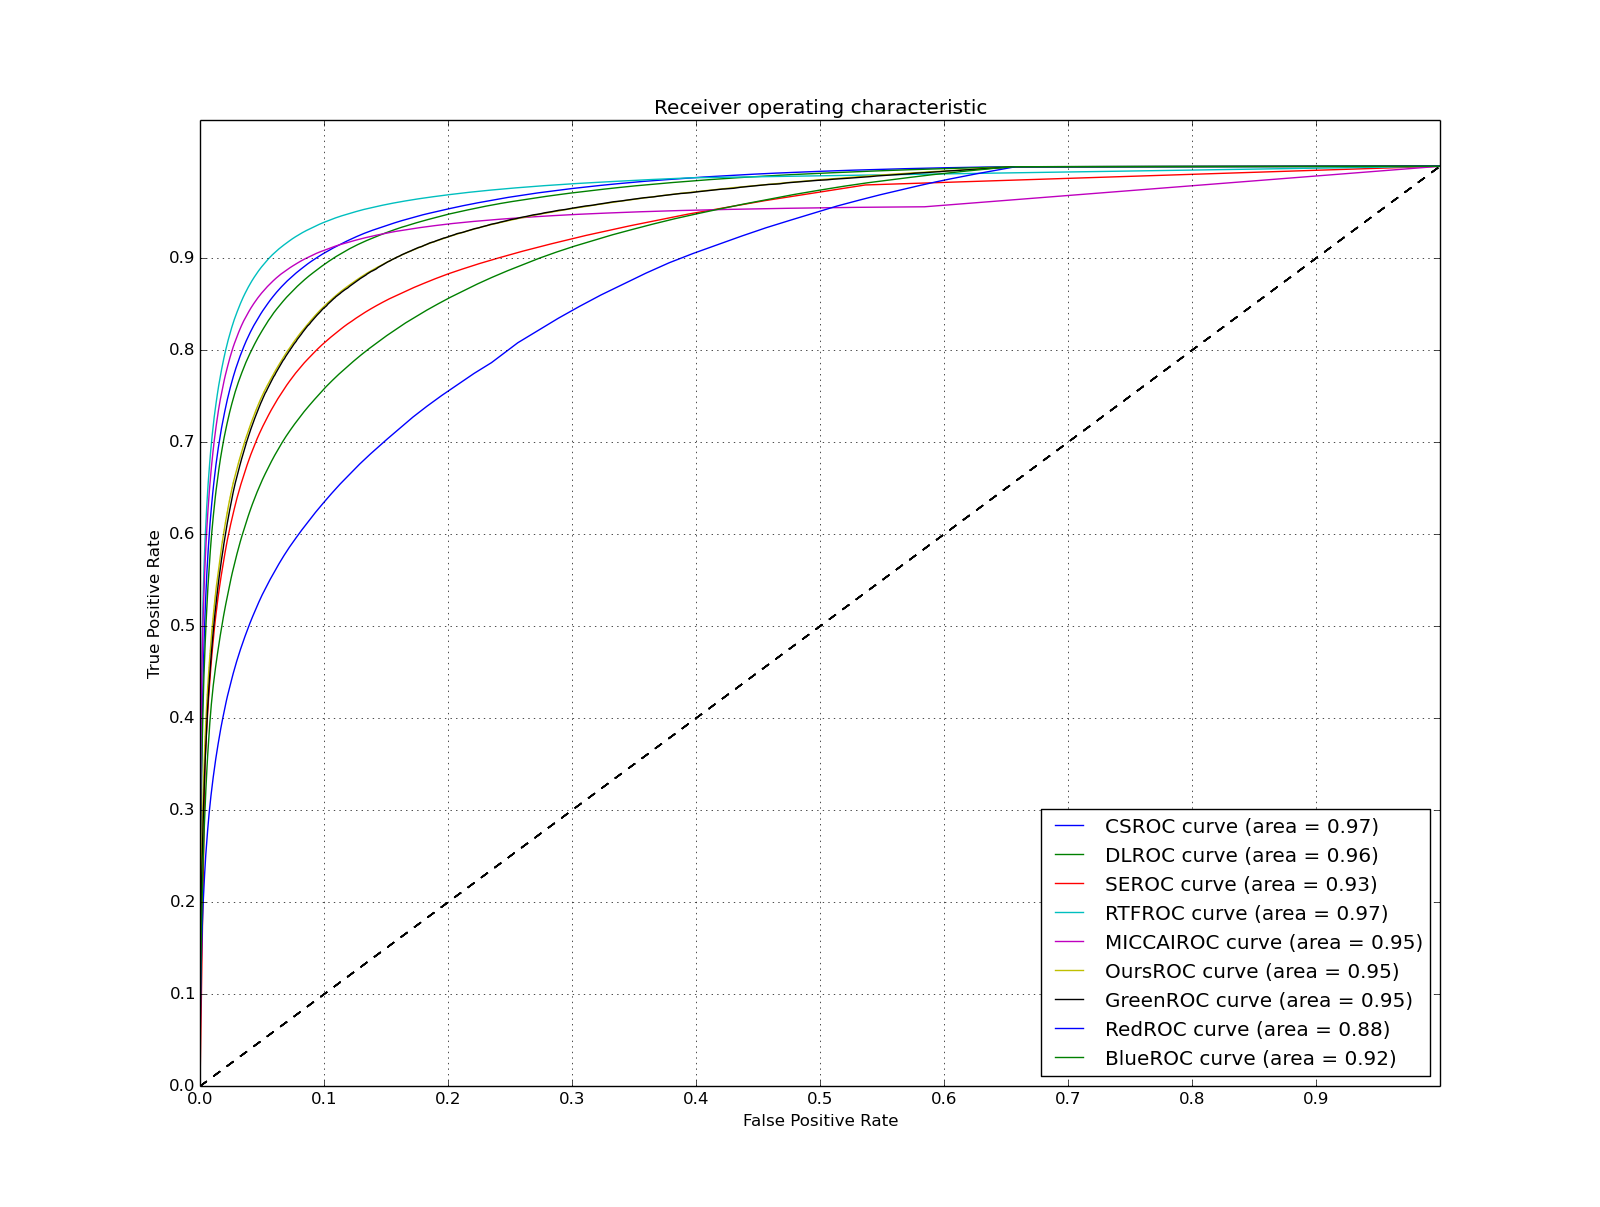 Receiver operating characteristic
True Positive Rate
0.9
0.8
0.7
0.6
0.5
0.4
0.3
0.2
0.1
0.0
CSROC curve (area = 0.97)
DLROC curve (area = 0.96)
SEROC curve (area = 0.93)
RTFROC curve (area = 0.97)
MICCAIROC curve (area = 0.95)
OursROC curve (area = 0.95)
GreenROC curve (area = 0.95)
RedROC curve (area = 0.88)
BlueROC curve (area = 0.92)
0.0 0.1 0.2 0.3 0.4 0.5 0.6 0.7 0.8 0.9
False Positive Rate